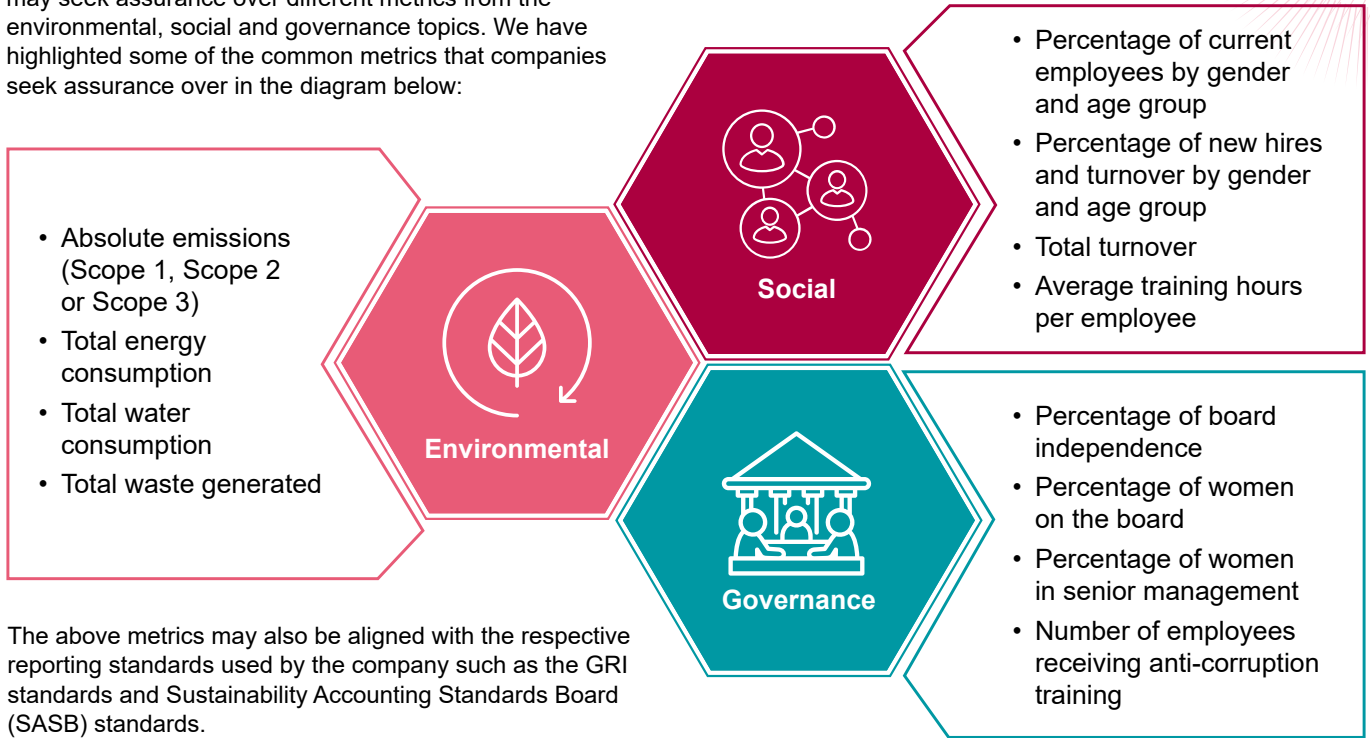 may seek assurance over different metrics from the
environmental, social and governance topics. We have
highlighted some of the common metrics that companies
seek assurance over in the diagram below:
• Absolute emissions
(Scope 1, Scope 2
or Scope 3)
• Total energy
consumption
• Total water
consumption
• Total waste generated
Environmental
Social
• Percentage of current
employees by gender
and age group
• Percentage of new hires
and turnover by gender
and age group
• Total turnover
• Average training hours
per employee
Governance
• Percentage of board
independence
• Percentage of women
on the board
• Percentage of women
in senior management
• Number of employees
receiving anti-corruption
training
The above metrics may also be aligned with the respective
reporting standards used by the company such as the GRI
standards and Sustainability Accounting Standards Board
(SASB) standards.